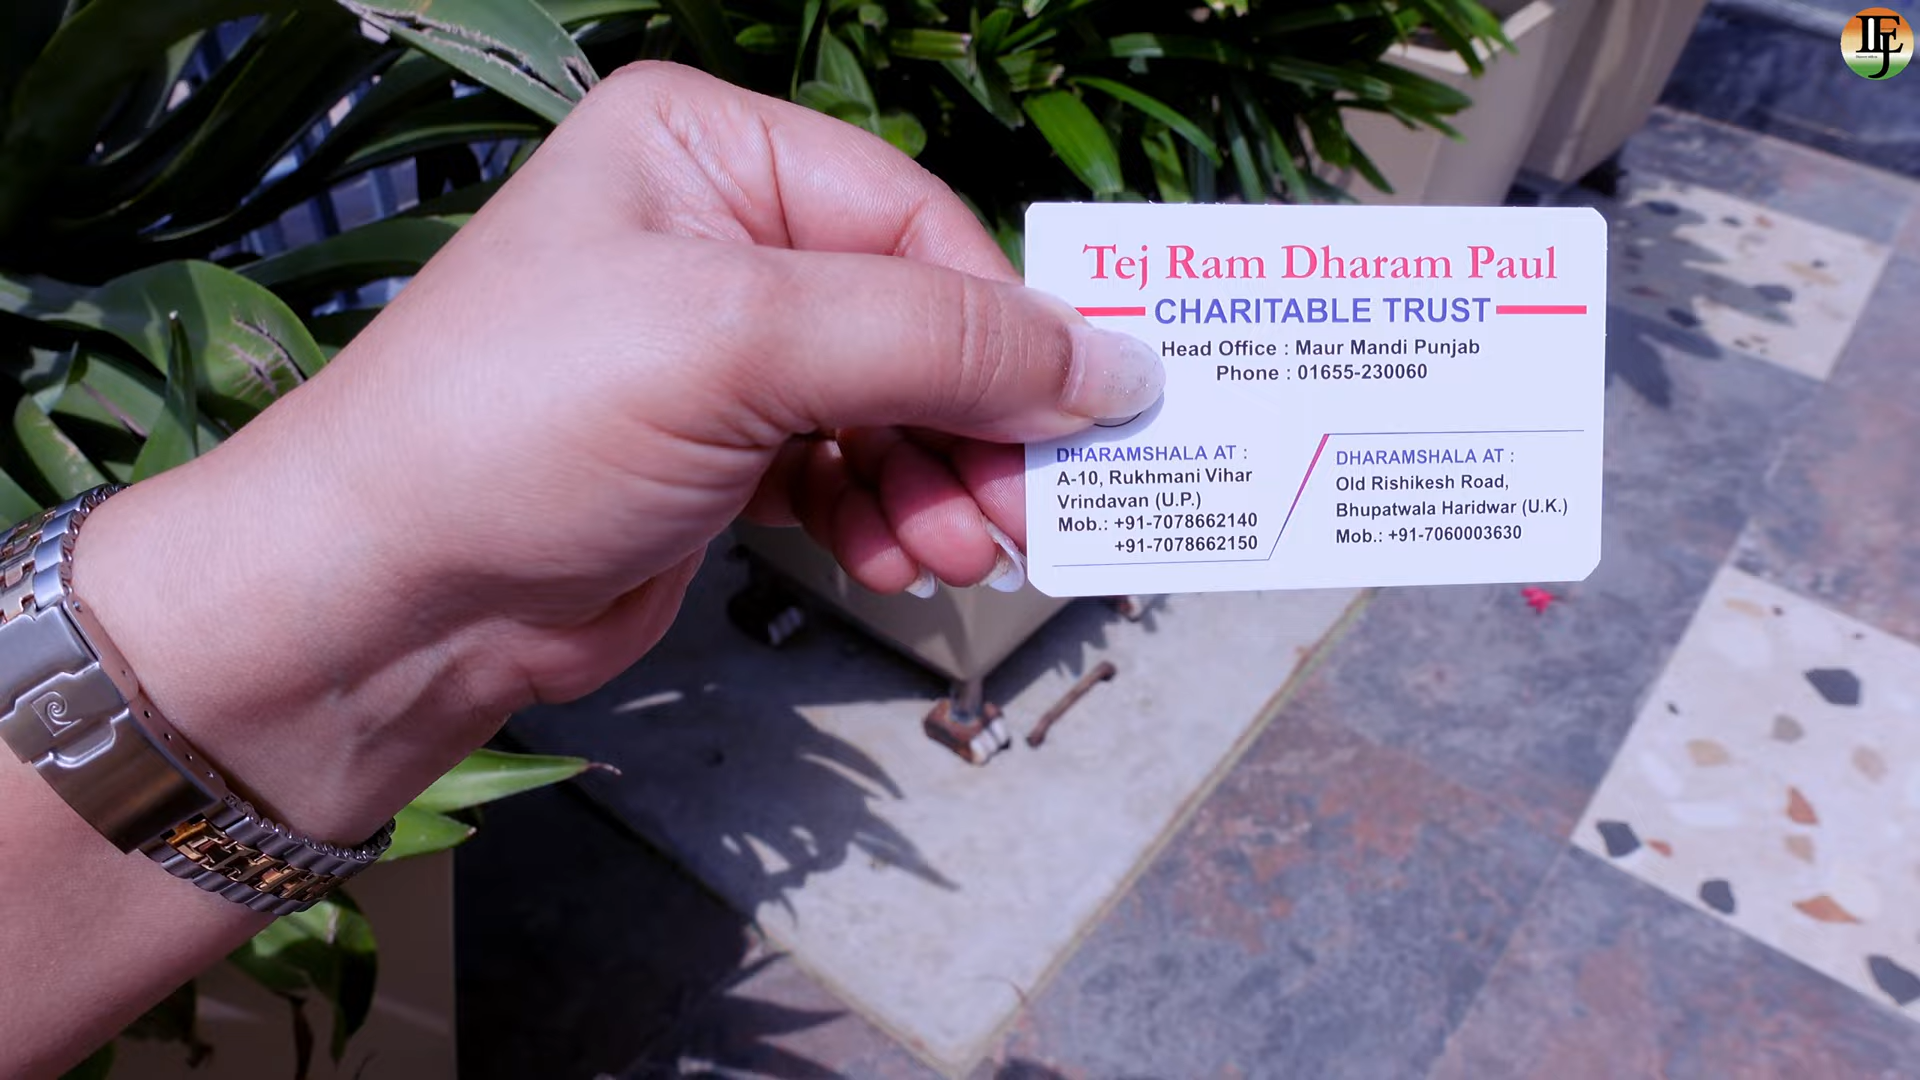 Tej Ram Dharam Paul
CHARITABLE TRUST
Head Office : Maur Mandi Punjab
Phone : 01655-230060
DHARAMSHALA AT :
A-10, Rukhmani Vihar
Vrindavan (U.P.)
Mob.: +91-7078662140
+91-7078662150
DHARAMSHALA AT :
Old Rishikesh Road,
Bhupatwala Haridwar (U.K.)
Mob.: +91-7060003630